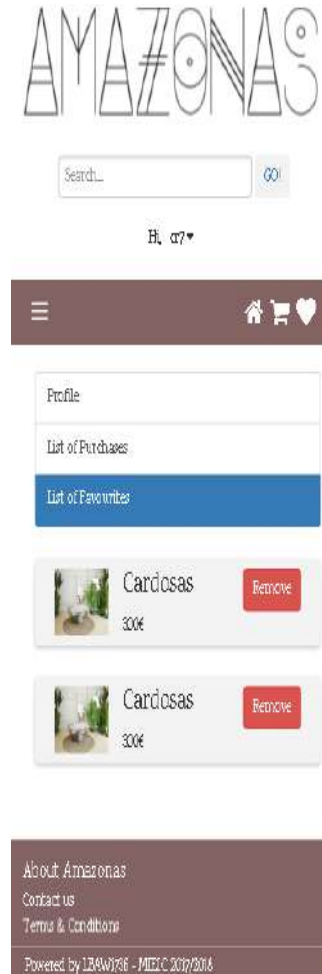 AMAZONAS
Search...
GO!
Hi, cr7
Profile
List of Purchases
List of Favourites
Cardosas
Remove
300€
Cardosas
Remove
300€
About Amazonas
Contact us
Terms & Conditions
Powered by LBAW1736 - MIEIC 2017/2018